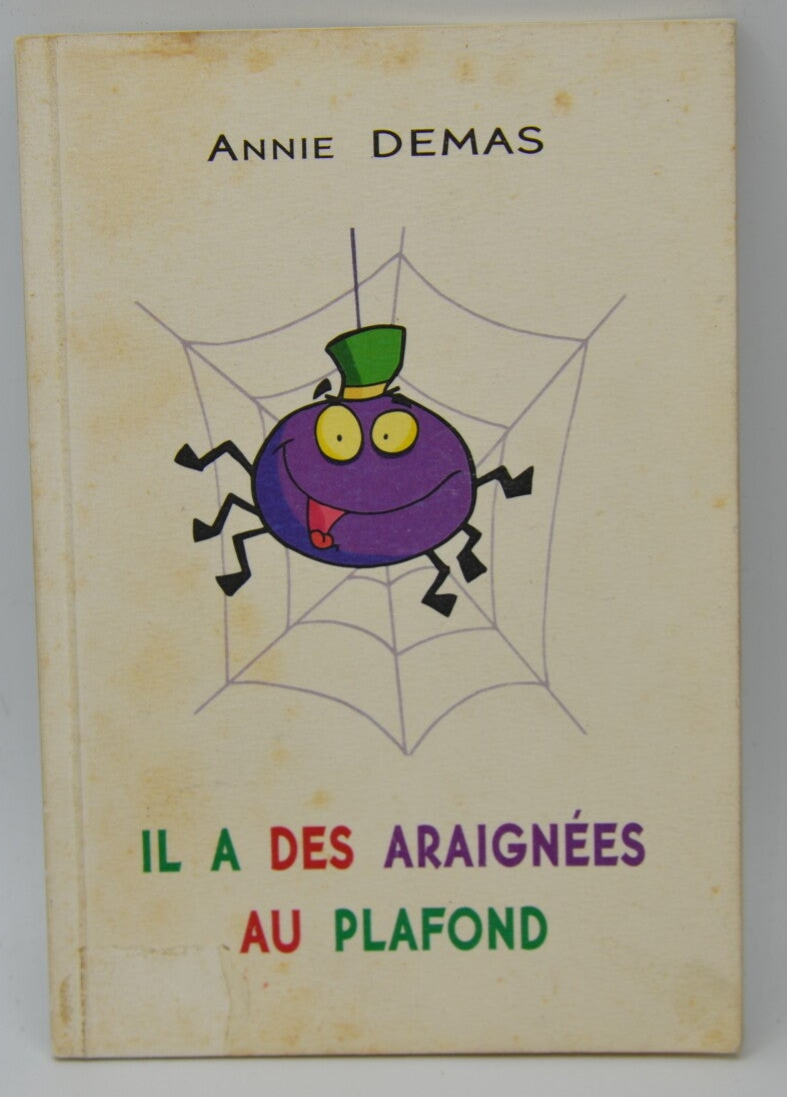 ANNIE DEMAS
IL A DES ARAIGNÉES
AU PLAFOND